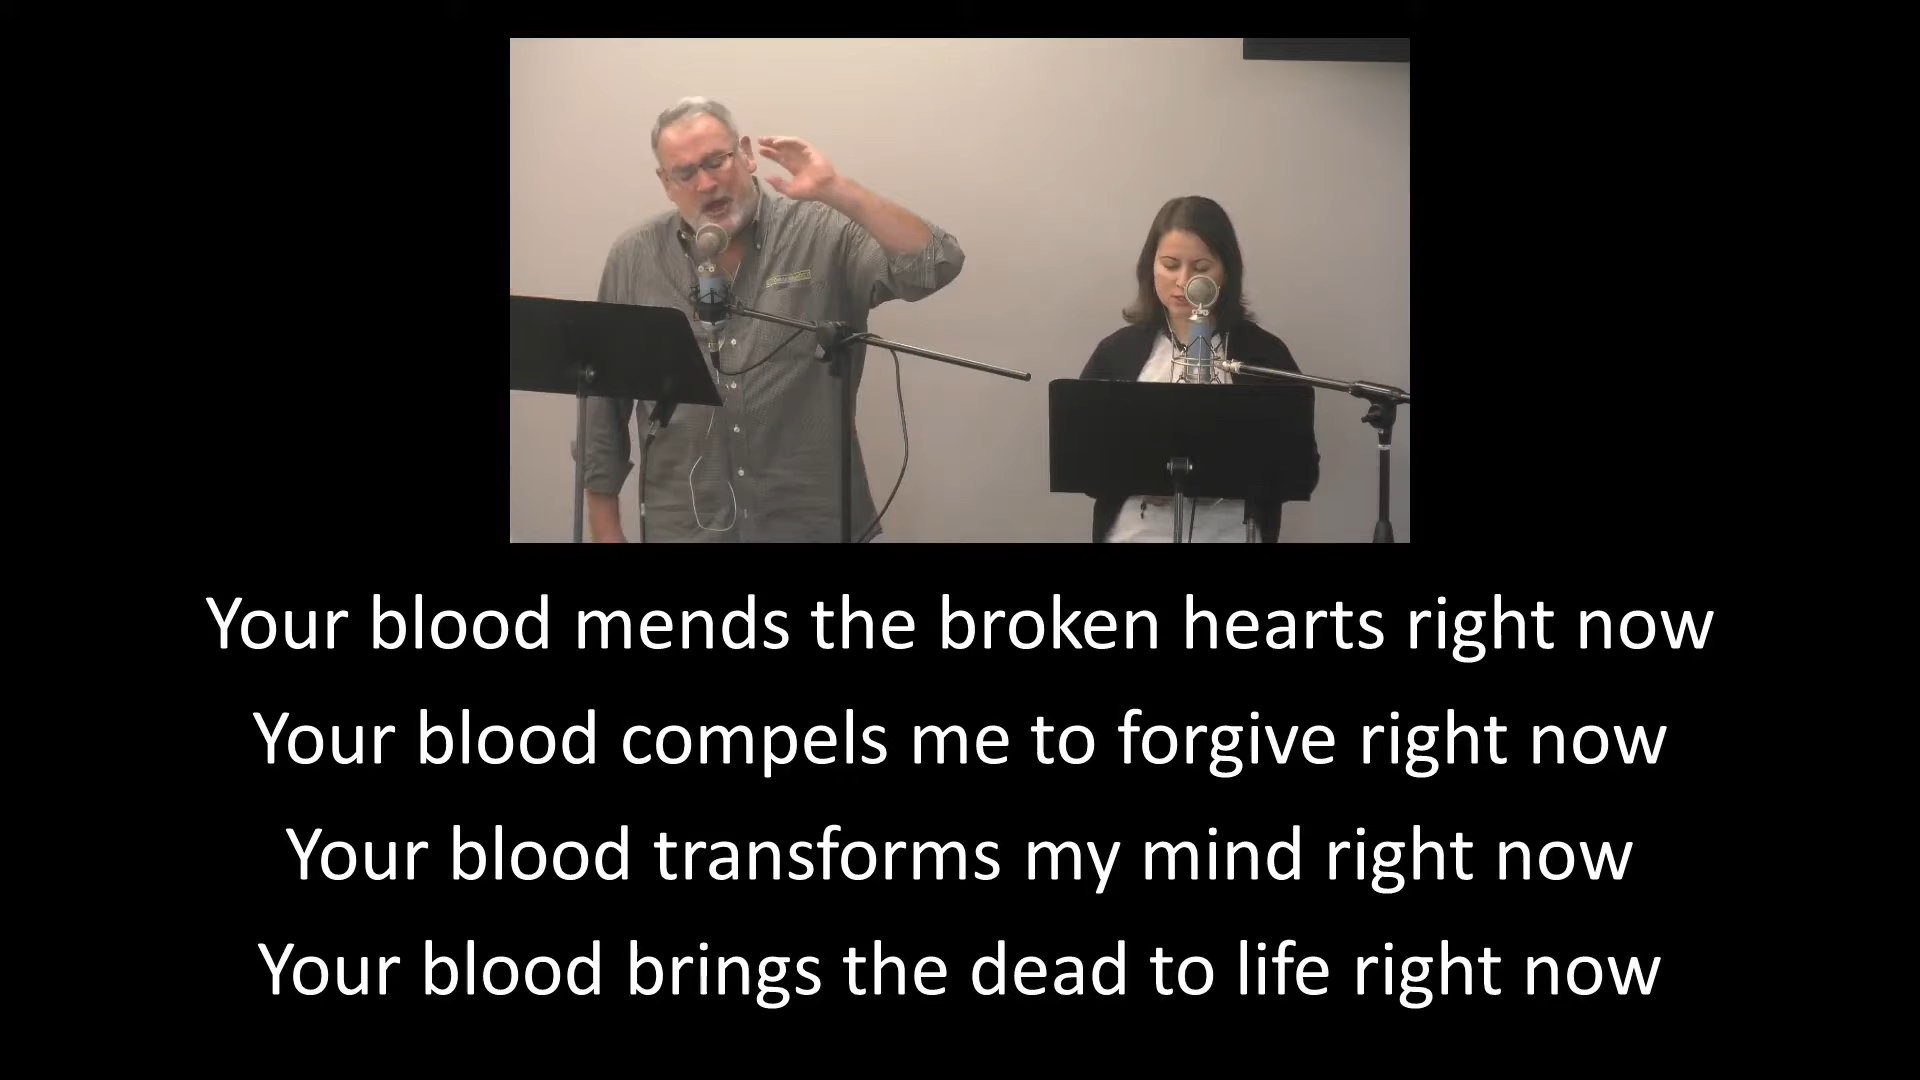 Your blood mends the broken hearts right now
Your blood compels me to forgive right now
Your blood transforms my mind right now
Your blood brings the dead to life right now